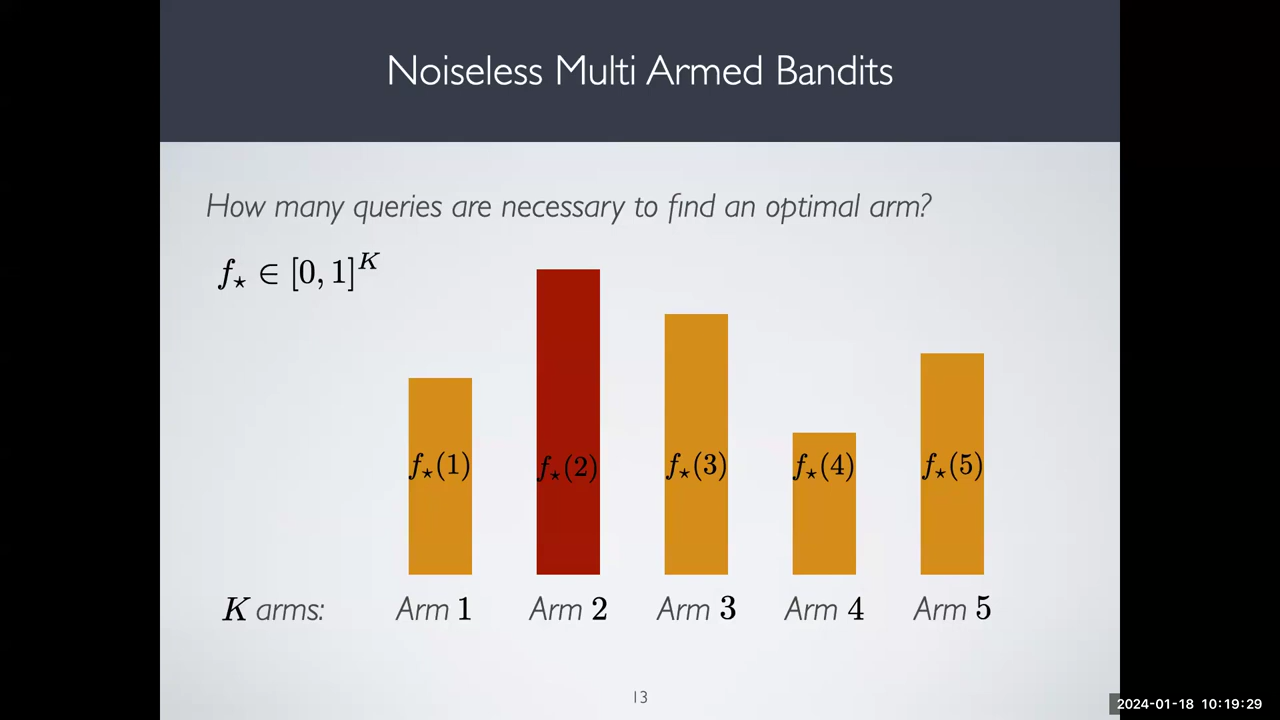 Noiseless Multi Armed Bandits
How many queries are necessary to find an optimal arm?
f⋆ ∈ [0, 1]^K
f⋆(1) f⋆(2) f⋆(3) f⋆(4) f⋆(5)
K arms: Arm 1 Arm 2 Arm 3 Arm 4 Arm 5
13
2024-01-18 10:19:29